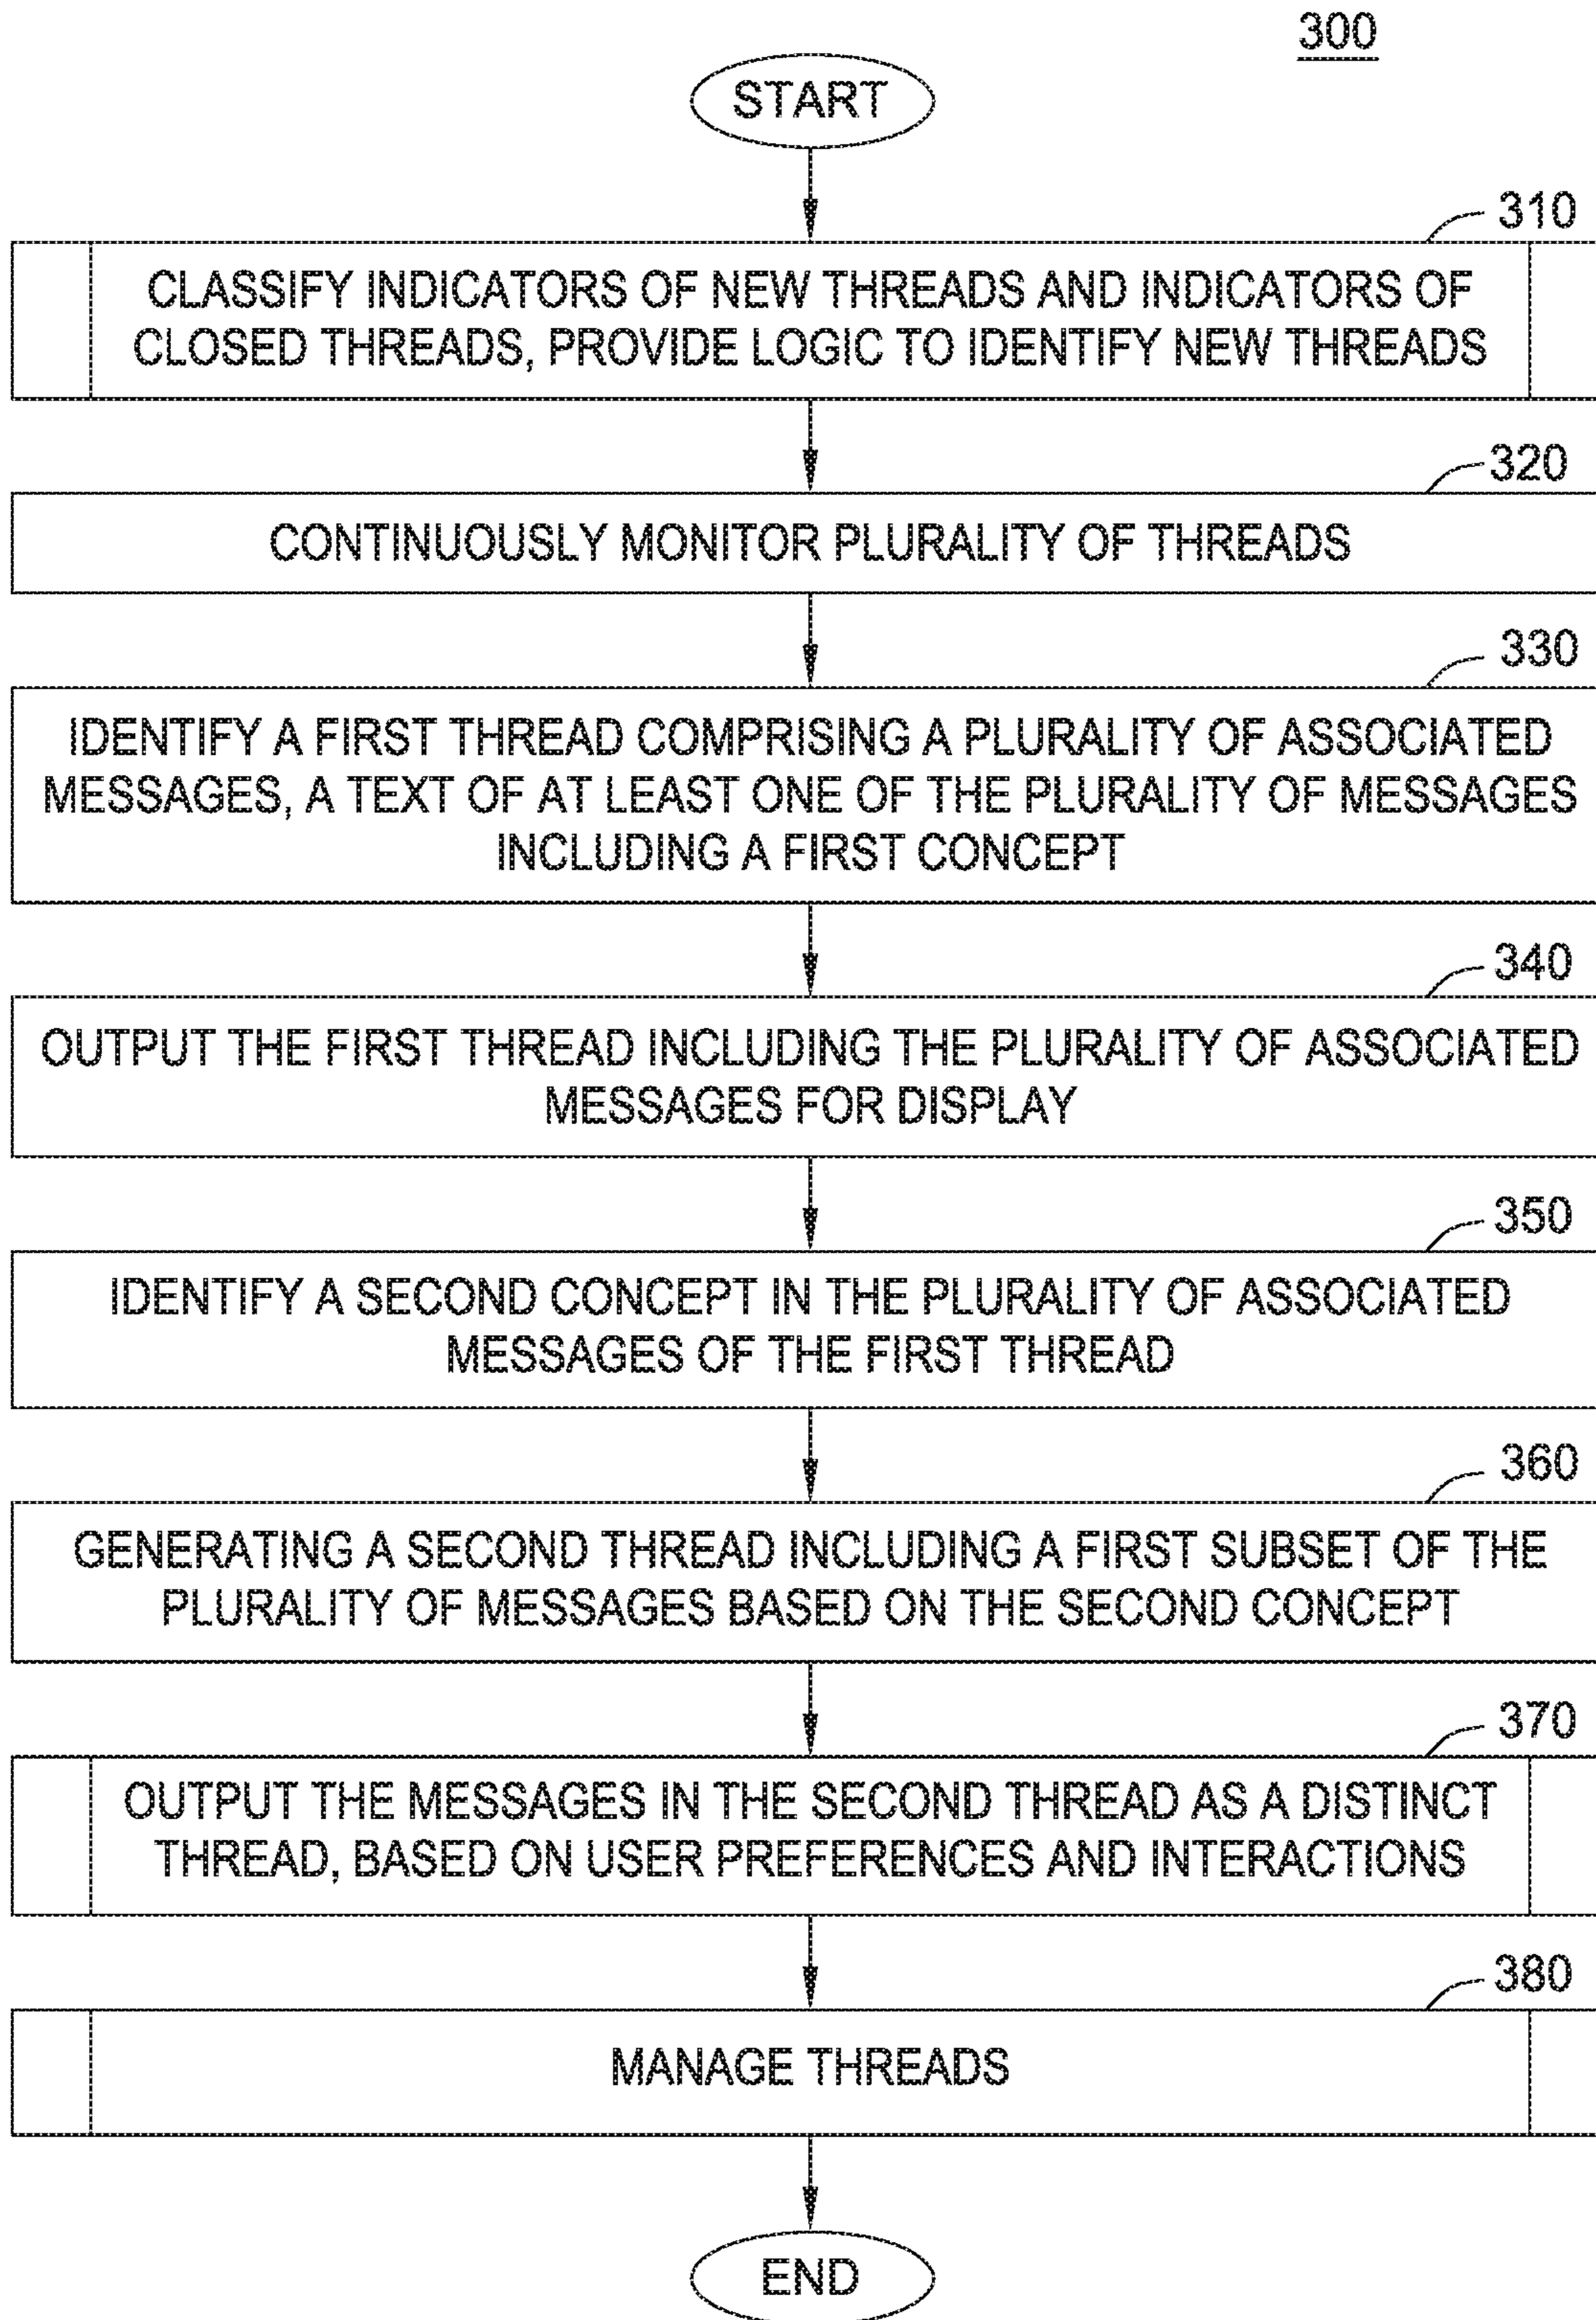 300
START
310
CLASSIFY INDICATORS OF NEW THREADS AND INDICATORS OF
CLOSED THREADS, PROVIDE LOGIC TO IDENTIFY NEW THREADS
320
CONTINUOUSLY MONITOR PLURALITY OF THREADS
330
IDENTIFY A FIRST THREAD COMPRISING A PLURALITY OF ASSOCIATED
MESSAGES, A TEXT OF AT LEAST ONE OF THE PLURALITY OF MESSAGES
INCLUDING A FIRST CONCEPT
340
OUTPUT THE FIRST THREAD INCLUDING THE PLURALITY OF ASSOCIATED
MESSAGES FOR DISPLAY
350
IDENTIFY A SECOND CONCEPT IN THE PLURALITY OF ASSOCIATED
MESSAGES OF THE FIRST THREAD
360
GENERATING A SECOND THREAD INCLUDING A FIRST SUBSET OF THE
PLURALITY OF MESSAGES BASED ON THE SECOND CONCEPT
370
OUTPUT THE MESSAGES IN THE SECOND THREAD AS A DISTINCT
THREAD, BASED ON USER PREFERENCES AND INTERACTIONS
380
MANAGE THREADS
END